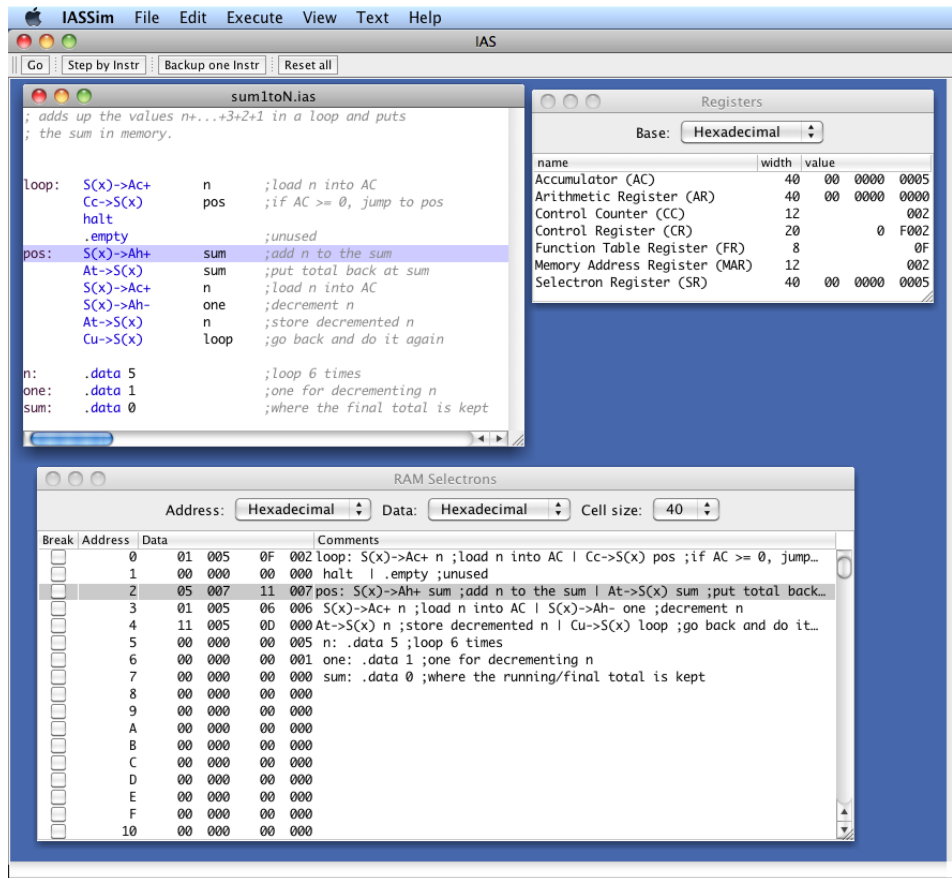 IASSim File Edit Execute View Text Help
IAS
Go Step by Instr Backup one Instr Reset all
sum1toN.ias
; adds up the values n+...+3+2+1 in a loop and puts
; the sum in memory.
loop: S(x)->Ac+ n ;load n into AC
Cc->S(x) pos ;if AC >= 0, jump to pos
halt
.empty ;unused
pos: S(x)->Ah+ sum ;add n to the sum
At->S(x) sum ;put total back at sum
S(x)->Ac+ n ;load n into AC
S(x)->Ah- one ;decrement n
At->S(x) n ;store decremented n
Cu->S(x) loop ;go back and do it again
n: .data 5 ;loop 6 times
one: .data 1 ;one for decrementing n
sum: .data 0 ;where the final total is kept
Registers
Base: Hexadecimal
name width value
Accumulator (AC) 40 00 0000 0005
Arithmetic Register (AR) 40 00 0000 0000
Control Counter (CC) 12 002
Control Register (CR) 20 0 F002
Function Table Register (FR) 8 0F
Memory Address Register (MAR) 12 002
Selectron Register (SR) 40 00 0000 0005
RAM Selectrons
Address: Hexadecimal Data: Hexadecimal Cell size: 40
Break Address Data Comments
0 01 005 0F 002 loop: S(x)->Ac+ n ;load n into AC | Cc->S(x) pos ;if AC >= 0, jump...
1 00 000 00 000 halt | .empty ;unused
2 05 007 11 007 pos: S(x)->Ah+ sum ;add n to the sum | At->S(x) sum ;put total back...
3 01 005 06 006 S(x)->Ac+ n ;load n into AC | S(x)->Ah- one ;decrement n
4 11 005 0D 000 At->S(x) n ;store decremented n | Cu->S(x) loop ;go back and do it...
5 00 000 00 005 n: .data 5 ;loop 6 times
6 00 000 00 001 one: .data 1 ;one for decrementing n
7 00 000 00 000 sum: .data 0 ;where the running/final total is kept
8 00 000 00 000
9 00 000 00 000
A 00 000 00 000
B 00 000 00 000
C 00 000 00 000
D 00 000 00 000
E 00 000 00 000
F 00 000 00 000
10 00 000 00 000